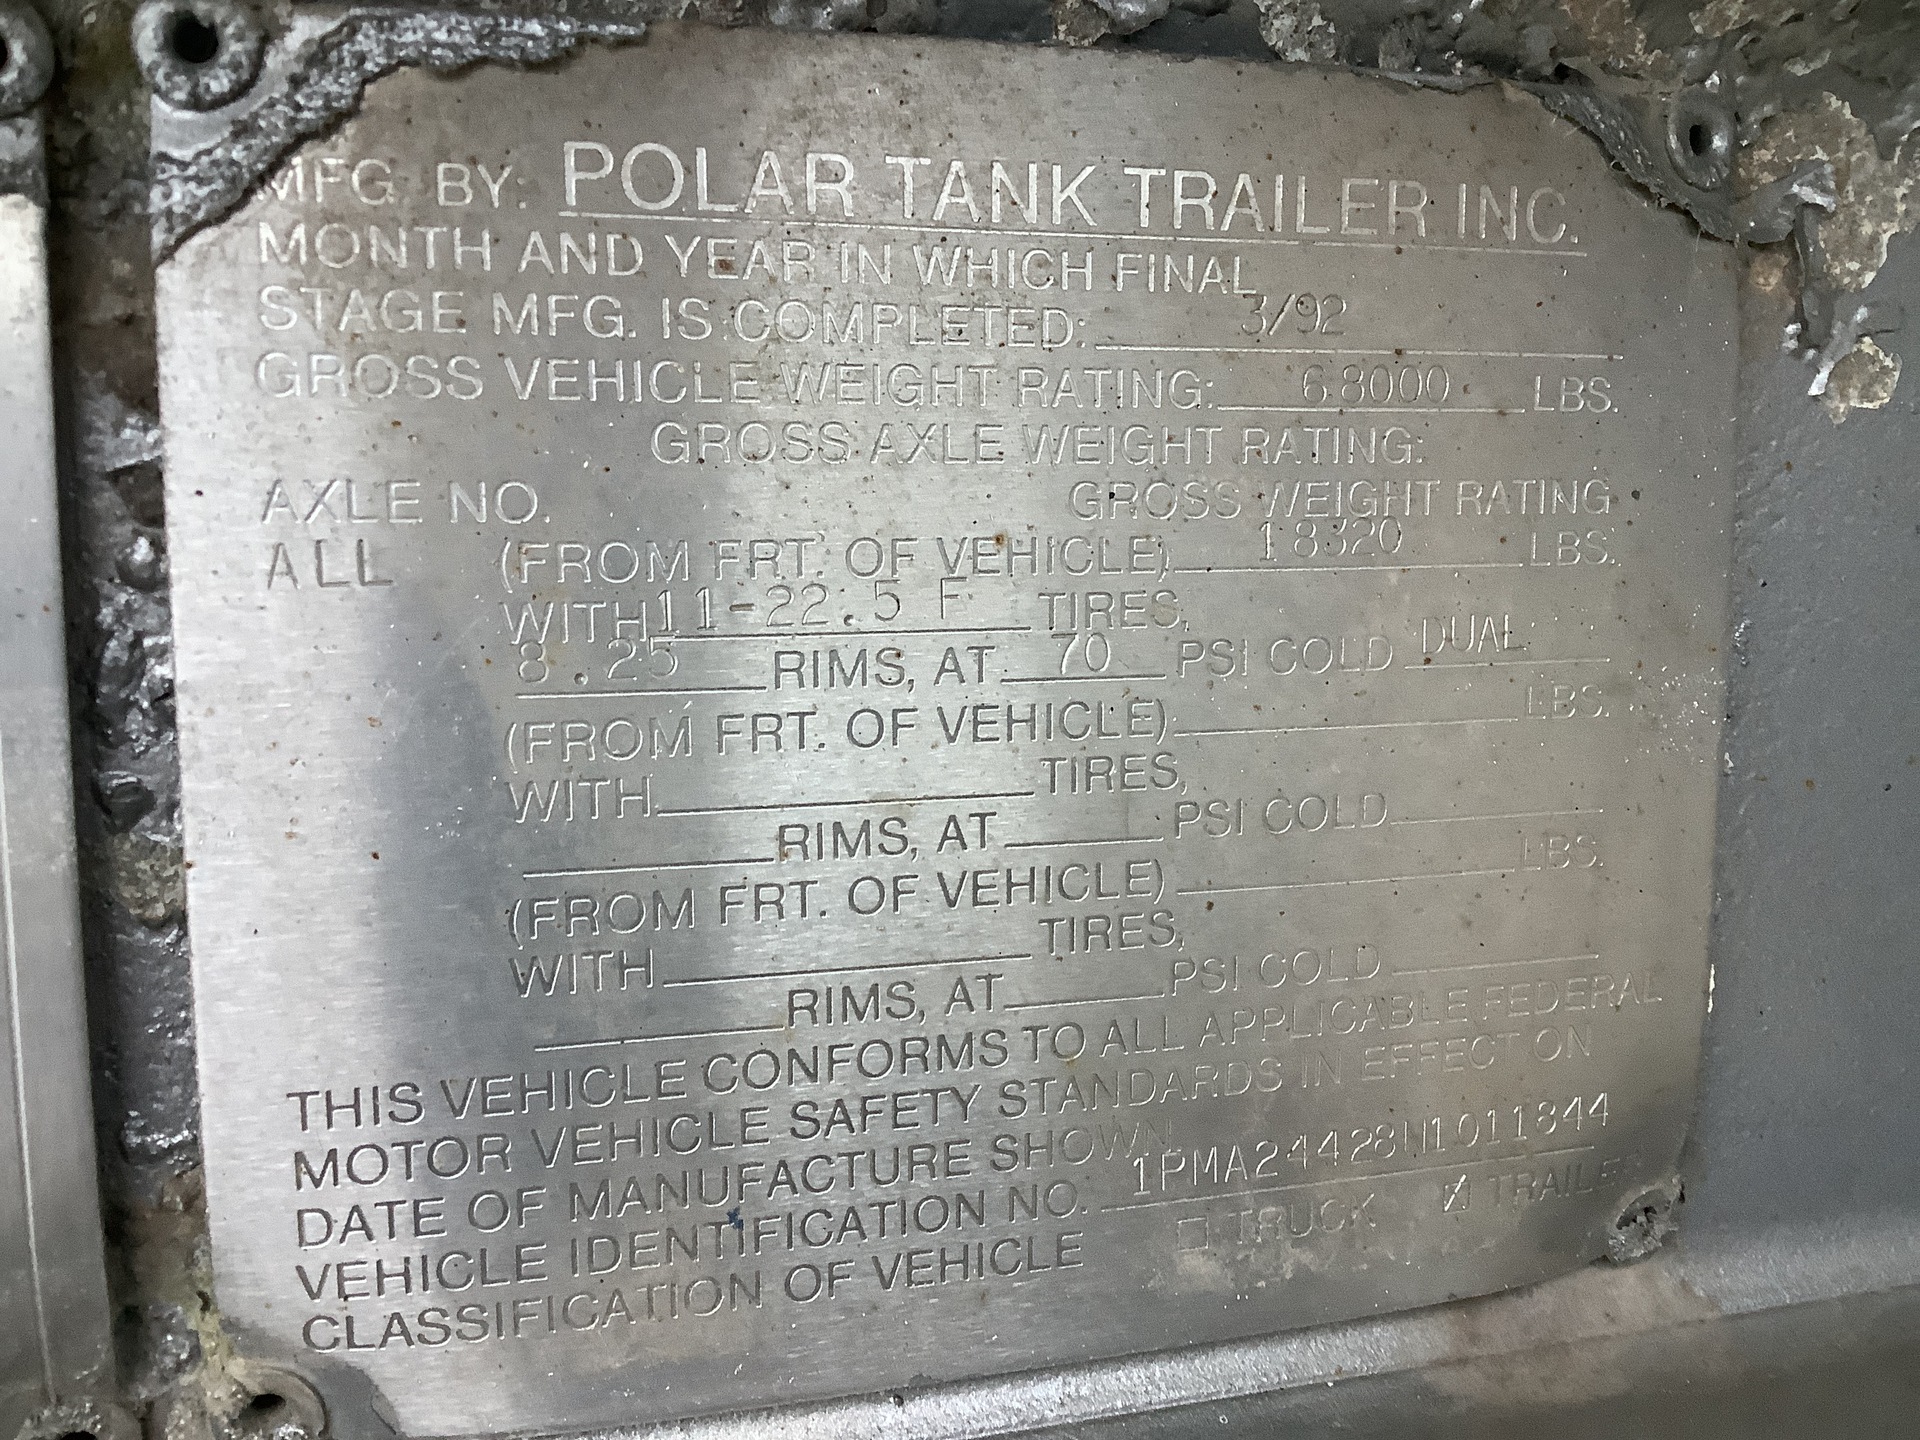 MFG. BY: POLAR TANK TRAILER INC.
MONTH AND YEAR IN WHICH FINAL
STAGE MFG. IS COMPLETED: 3/92
GROSS VEHICLE WEIGHT RATING: 68000 LBS.
GROSS AXLE WEIGHT RATING:
AXLE NO. GROSS WEIGHT RATING
ALL (FROM FRT. OF VEHICLE) 18320 LBS.
WITH 11-22.5 F TIRES,
8.25 RIMS, AT 70 PSI COLD DUAL
(FROM FRT. OF VEHICLE) LBS.
WITH TIRES,
RIMS, AT PSI COLD
(FROM FRT. OF VEHICLE) LBS.
WITH TIRES,
RIMS, AT PSI COLD
THIS VEHICLE CONFORMS TO ALL APPLICABLE FEDERAL
MOTOR VEHICLE SAFETY STANDARDS IN EFFECT ON
DATE OF MANUFACTURE SHOWN.
VEHICLE IDENTIFICATION NO. 1PMA24428N1011844
CLASSIFICATION OF VEHICLE ☐ TRUCK ☑ TRAILER